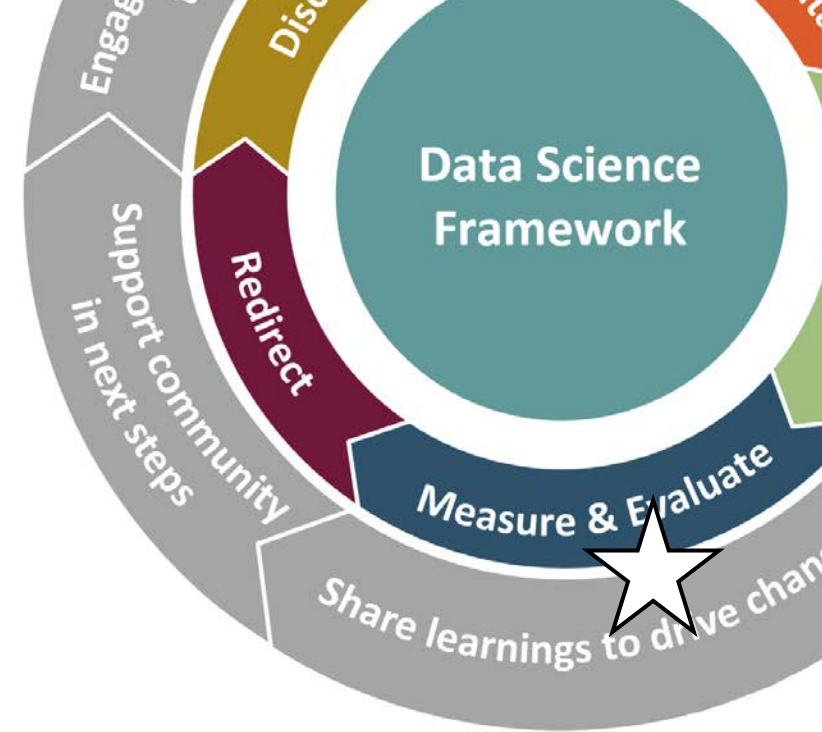 Data Science
Framework
Redirect
Measure & Evaluate
Support community
in next steps
Share learnings to drive